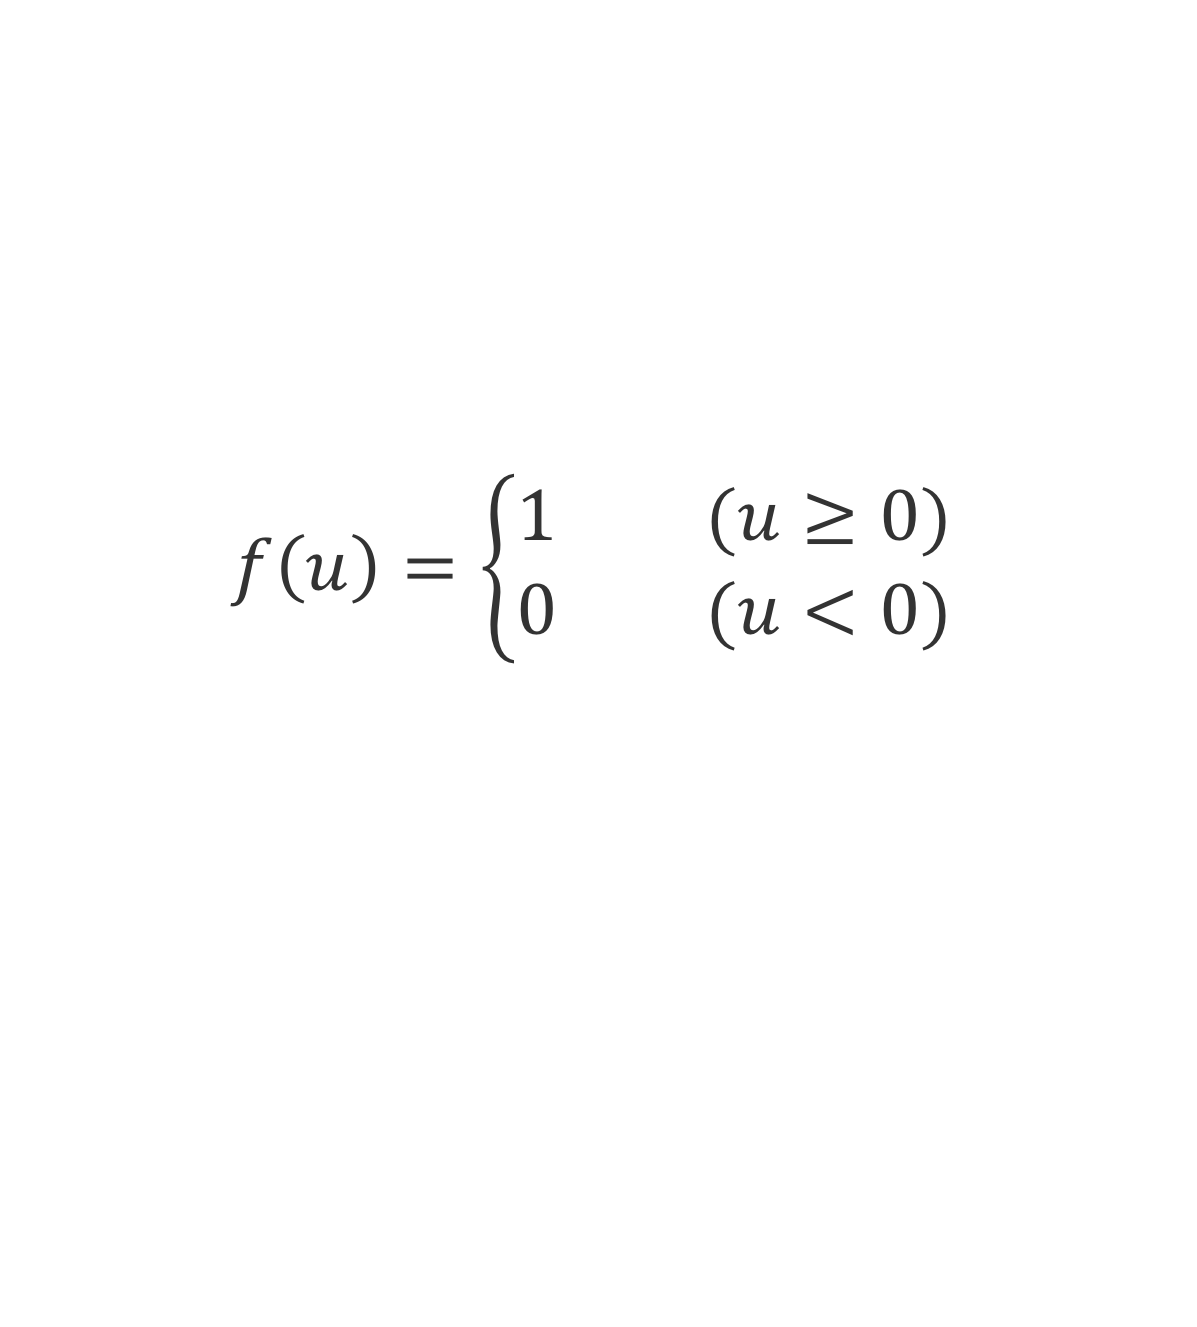 f(u) = { 1 (u ≥ 0)
0 (u < 0)